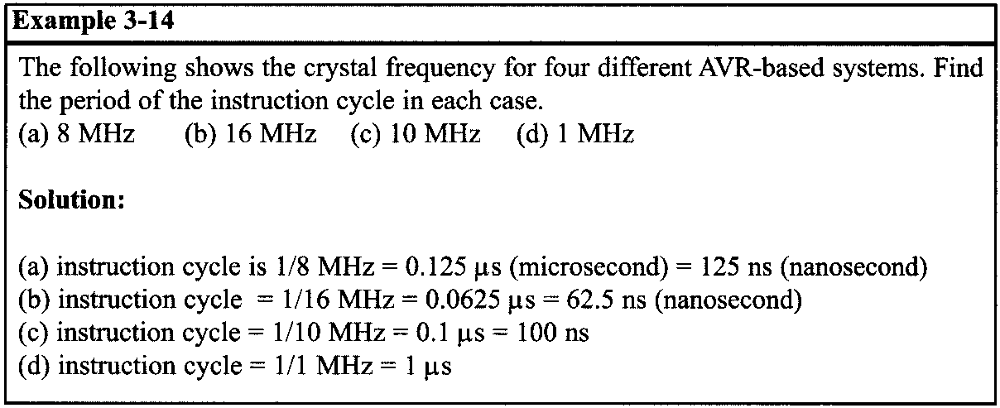 Example 3-14
The following shows the crystal frequency for four different AVR-based systems. Find
the period of the instruction cycle in each case.
(a) 8 MHz (b) 16 MHz (c) 10 MHz (d) 1 MHz
Solution:
(a) instruction cycle is 1/8 MHz = 0.125 μs (microsecond) = 125 ns (nanosecond)
(b) instruction cycle = 1/16 MHz = 0.0625 μs = 62.5 ns (nanosecond)
(c) instruction cycle = 1/10 MHz = 0.1 μs = 100 ns
(d) instruction cycle = 1/1 MHz = 1 μs